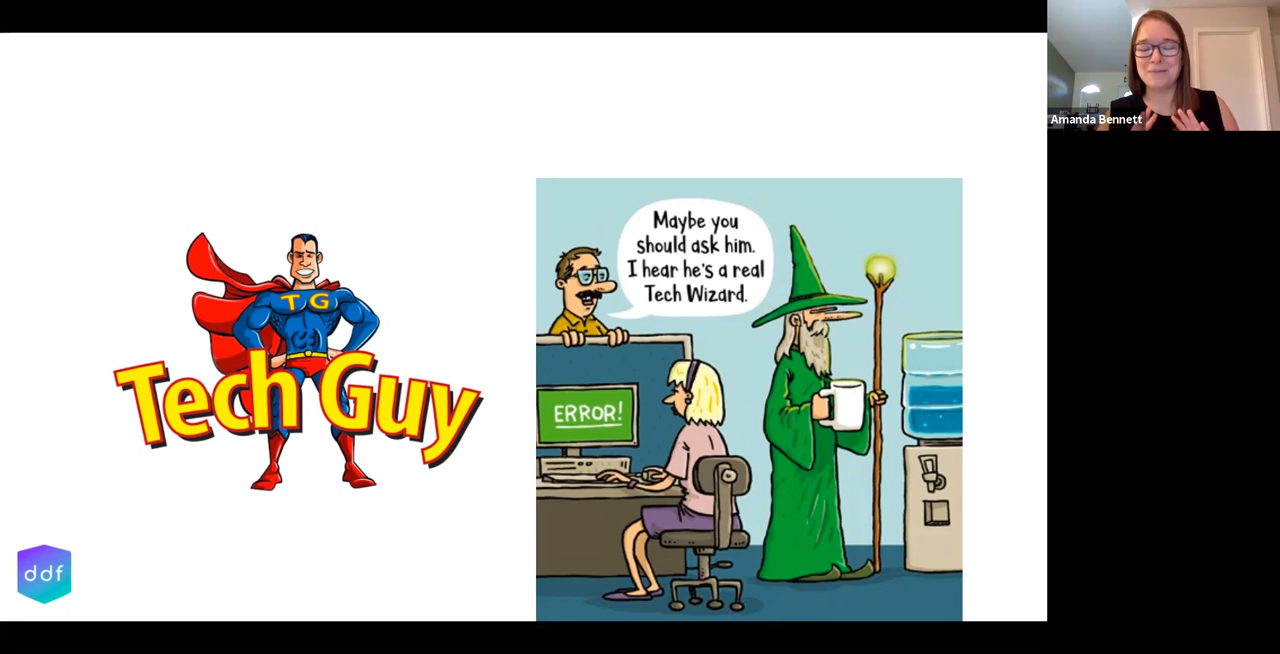 Amanda Bennett
Maybe you
should ask him.
I hear he's a real
Tech Wizard.
TG
Tech Guy
ERROR!
ddf